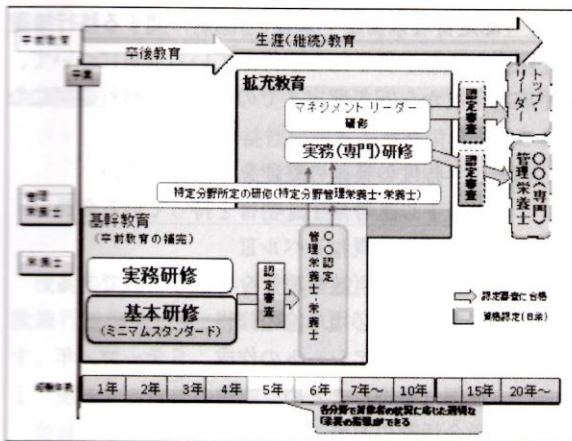 卒前教育
卒後教育
生涯(継続)教育
卒業
拡充教育
マネジメントリーダー
研修
認定審査
トップ・
リーダー
実務(専門)研修
認定審査
○○(専門)
管理栄養士
特定分野所定の研修(特定分野管理栄養士・栄養士)
管理
栄養士
栄養士
基幹教育
(卒前教育の補完)
実務研修
基本研修
(ミニマムスタンダード)
認定審査
○○認定
管理栄養士・栄養士
認定審査に合格
資格認定(日栄)
経験年数
1年
2年
3年
4年
5年
6年
7年～
10年
15年
20年～
各分野で対象者の状況に応じた適切な
「栄養の指導」ができる